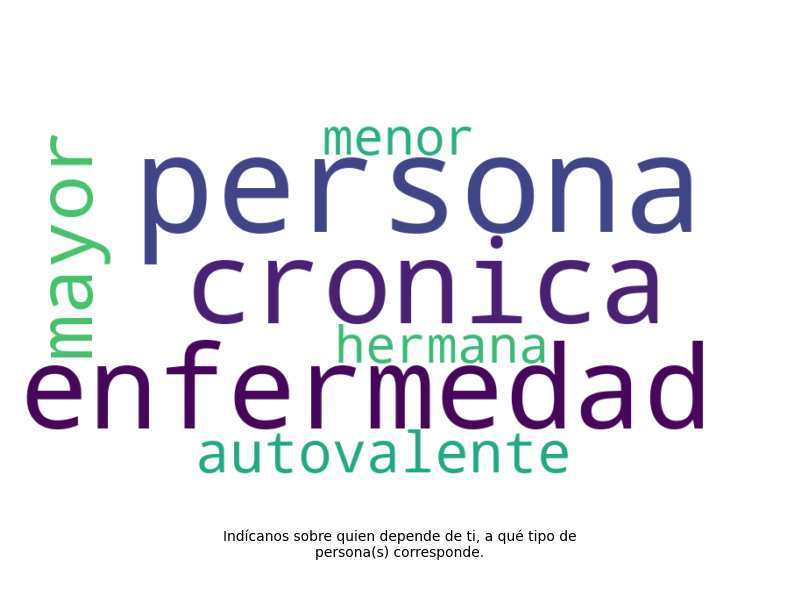 menor
mayor
persona
cronica
hermana
enfermedad
autovalente
Indícanos sobre quien depende de ti, a qué tipo de
persona(s) corresponde.